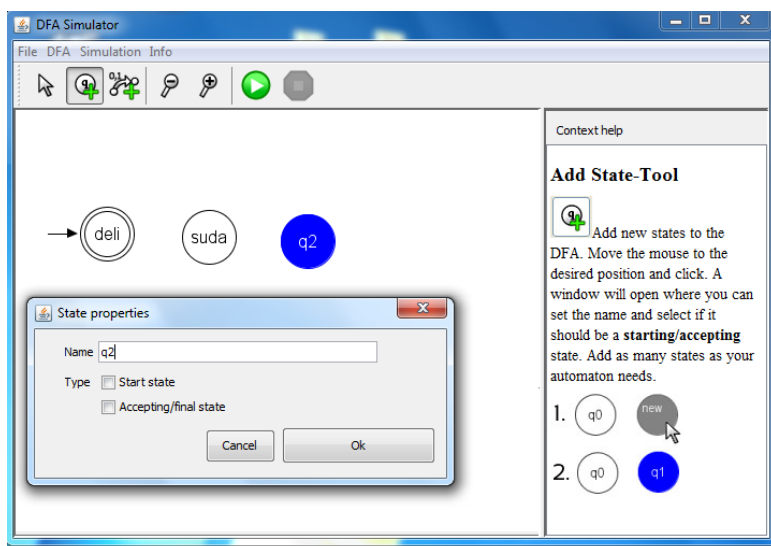 DFA Simulator
File DFA Simulation Info
q
0,1
Context help
Add State-Tool
q Add new states to the
DFA. Move the mouse to the
desired position and click. A
window will open where you can
set the name and select if it
should be a starting/accepting
state. Add as many states as your
automaton needs.
1. q0 new
2. q0 q1
deli suda q2
State properties
Name q2
Type Start state
Accepting/final state
Cancel Ok